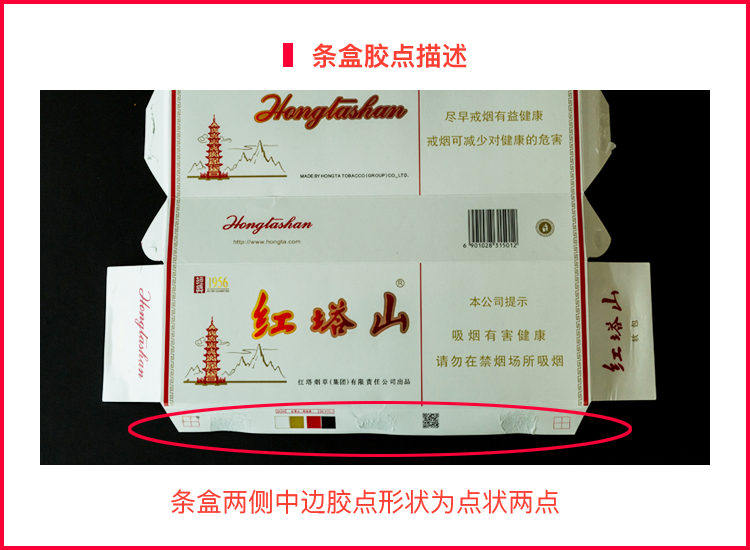 条盒胶点描述
Hongtashan
尽早戒烟有益健康
戒烟可减少对健康的危害
MADE BY HONGTA TOBACCO (GROUP) CO., LTD.
Hongtashan
http://www.hongta.com
6 901028 315012
1956
红塔山®
本公司提示
吸烟有害健康
请勿在禁烟场所吸烟
红塔烟草(集团)有限责任公司出品
Hongtashan
红塔山
软包
条盒两侧中边胶点形状为点状两点